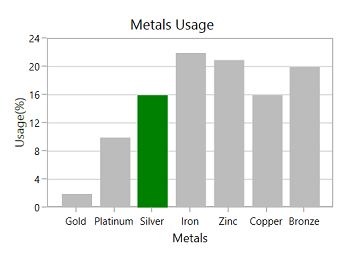 Metals Usage
24
20
16
12
8
4
0
Usage(%)
Gold Platinum Silver Iron Zinc Copper Bronze
Metals